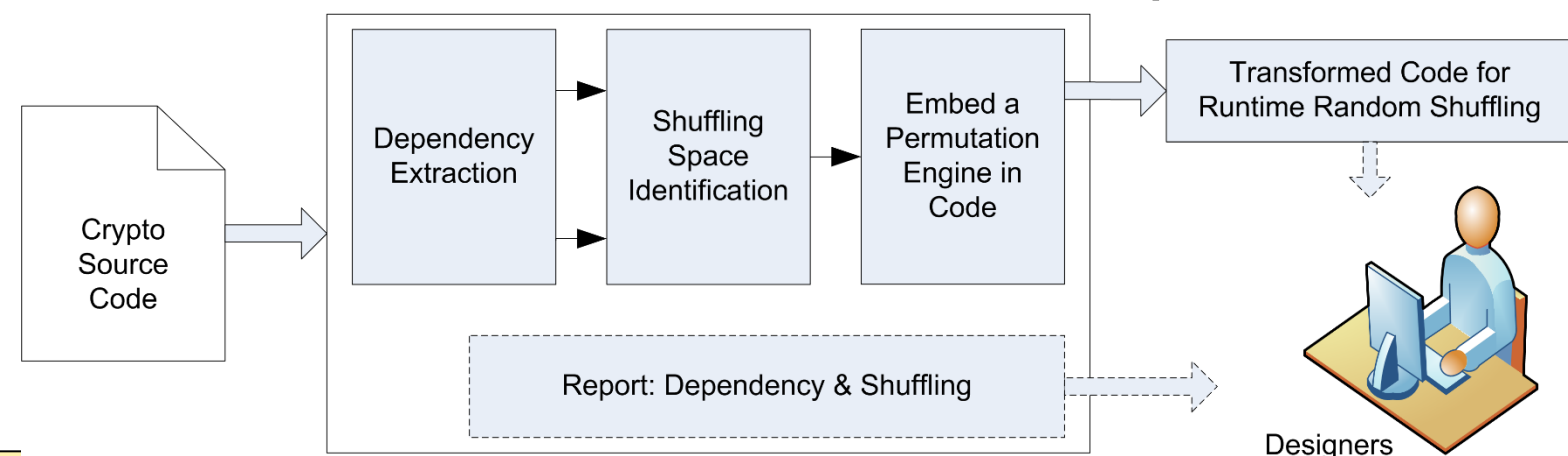 Crypto
Source
Code
Dependency
Extraction
Shuffling
Space
Identification
Embed a
Permutation
Engine in
Code
Transformed Code for
Runtime Random Shuffling
Report: Dependency & Shuffling
Designers